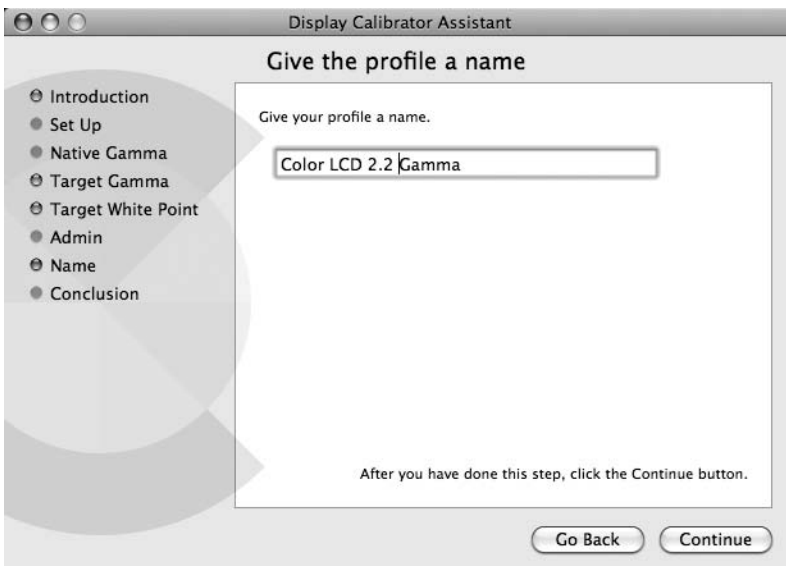 Display Calibrator Assistant
Give the profile a name
Introduction
Set Up
Native Gamma
Target Gamma
Target White Point
Admin
Name
Conclusion
Give your profile a name.
Color LCD 2.2 Gamma
After you have done this step, click the Continue button.
Go Back
Continue